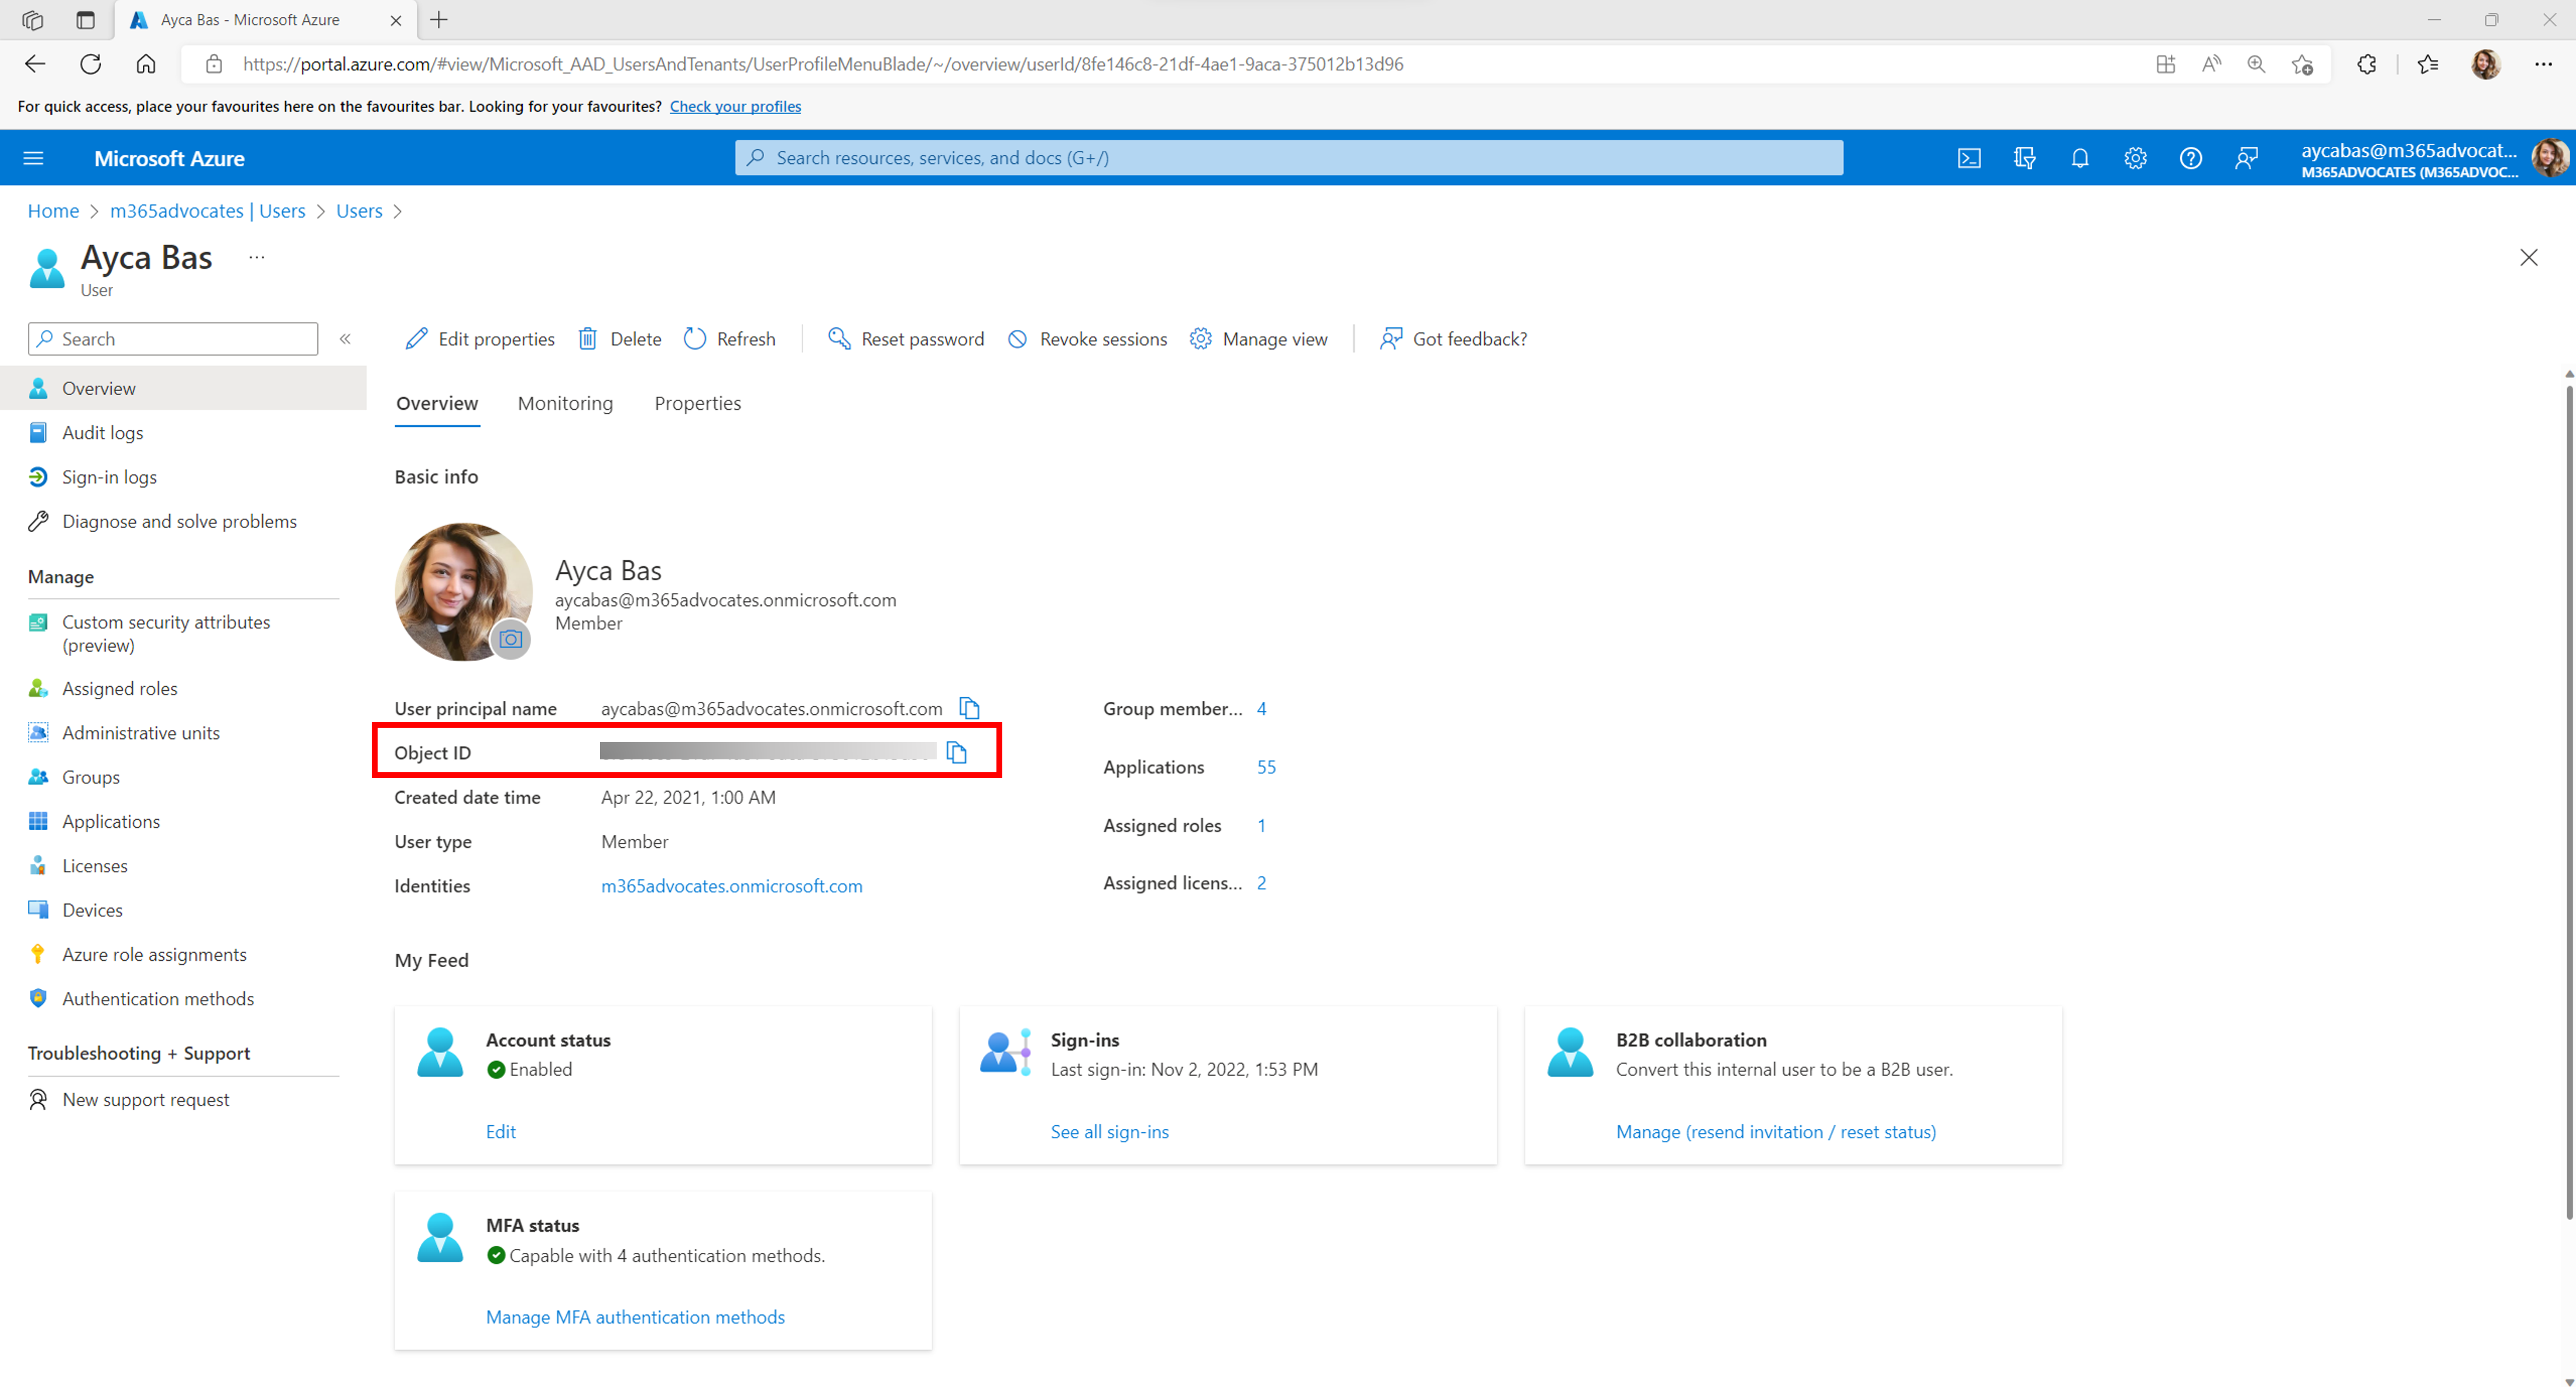 Ayca Bas - Microsoft Azure
https://portal.azure.com/#view/Microsoft_AAD_UsersAndTenants/UserProfileMenuBlade/~/overview/userId/8fe146c8-21df-4ae1-9aca-375012b13d96
For quick access, place your favourites here on the favourites bar. Looking for your favourites? Check your profiles
Microsoft Azure
Search resources, services, and docs (G+/)
aycabas@m365advocat...
M365ADVOCATES (M365ADVOC...
Home > m365advocates | Users > Users >
Ayca Bas ...
User
Search
«
Edit properties
Delete
Refresh
Reset password
Revoke sessions
Manage view
Got feedback?
Overview
Audit logs
Sign-in logs
Diagnose and solve problems
Manage
Custom security attributes
(preview)
Assigned roles
Administrative units
Groups
Applications
Licenses
Devices
Azure role assignments
Authentication methods
Troubleshooting + Support
New support request
Overview
Monitoring
Properties
Basic info
Ayca Bas
aycabas@m365advocates.onmicrosoft.com
Member
User principal name aycabas@m365advocates.onmicrosoft.com
Object ID
Created date time Apr 22, 2021, 1:00 AM
User type Member
Identities m365advocates.onmicrosoft.com
Group member... 4
Applications 55
Assigned roles 1
Assigned licens... 2
My Feed
Account status
Enabled
Edit
Sign-ins
Last sign-in: Nov 2, 2022, 1:53 PM
See all sign-ins
B2B collaboration
Convert this internal user to be a B2B user.
Manage (resend invitation / reset status)
MFA status
Capable with 4 authentication methods.
Manage MFA authentication methods